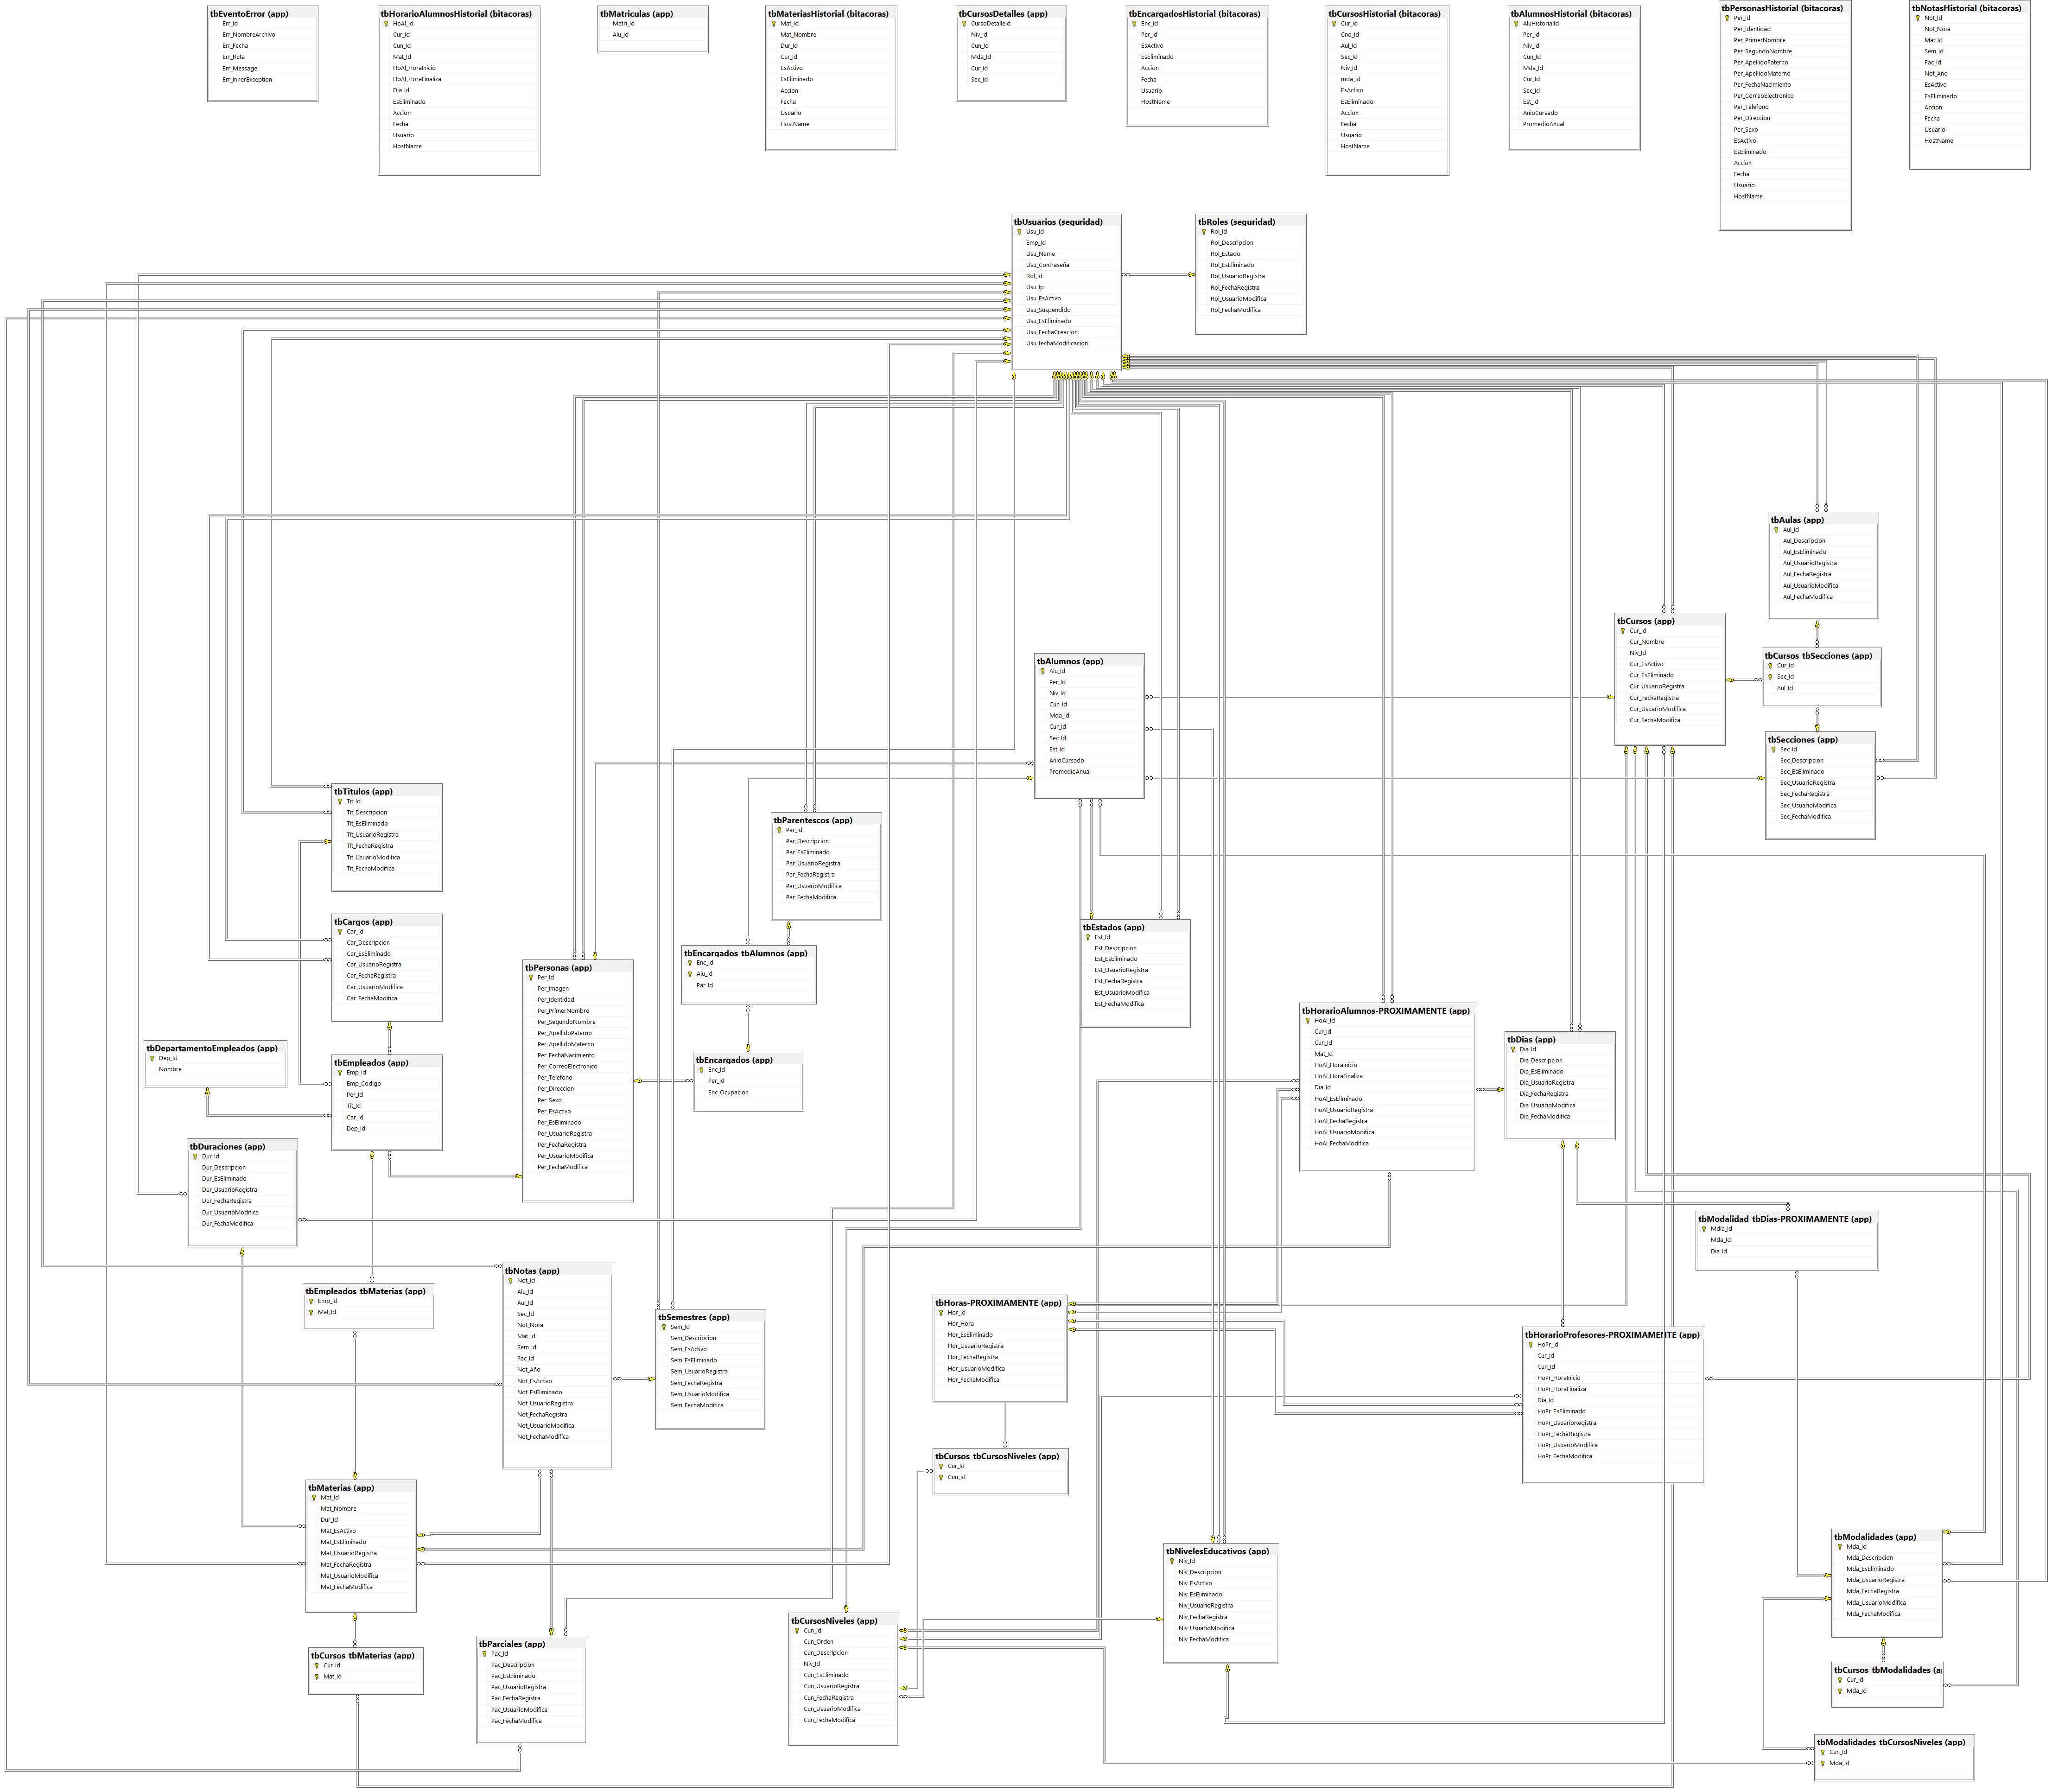 tbEventoError (app)
Err_Id
Err_NombreArchivo
Err_Fecha
Err_Ruta
Err_Message
Err_InnerException
tbHorarioAlumnosHistorial (bitacoras)
HoAl_Id
Cur_Id
Cun_Id
Mat_Id
HoAl_HoraInicio
HoAl_HoraFinaliza
Dia_Id
EsEliminado
Accion
Fecha
Usuario
HostName
tbMatriculas (app)
Matri_Id
Alu_Id
tbMateriasHistorial (bitacoras)
Mat_Id
Mat_Nombre
Dur_Id
Cur_Id
EsActivo
EsEliminado
Accion
Fecha
Usuario
HostName
tbCursosDetalles (app)
CursoDetalleId
Niv_Id
Cun_Id
Mda_Id
Cur_Id
Sec_Id
tbEncargadosHistorial (bitacoras)
Enc_Id
Per_Id
EsActivo
EsEliminado
Accion
Fecha
Usuario
HostName
tbCursosHistorial (bitacoras)
Cur_Id
Cno_Id
Aul_Id
Sec_Id
Niv_Id
mda_Id
EsActivo
EsEliminado
Accion
Fecha
Usuario
HostName
tbAlumnosHistorial (bitacoras)
AluHistorialId
Per_Id
Niv_Id
Cun_Id
Mda_Id
Cur_Id
Sec_Id
Est_Id
AnioCursado
PromedioAnual
tbPersonasHistorial (bitacoras)
Per_Id
Per_Identidad
Per_PrimerNombre
Per_SegundoNombre
Per_ApellidoPaterno
Per_ApellidoMaterno
Per_FechaNacimiento
Per_CorreoElectronico
Per_Telefono
Per_Direccion
Per_Sexo
EsActivo
EsEliminado
Accion
Fecha
Usuario
HostName
tbNotasHistorial (bitacoras)
Not_Id
Not_Nota
Mat_Id
Sem_Id
Pac_Id
Not_Ano
EsActivo
EsEliminado
Accion
Fecha
Usuario
HostName
tbUsuarios (seguridad)
Usu_Id
Emp_Id
Usu_Name
Usu_Contraseña
Rol_Id
Usu_Ip
Usu_EsActivo
Usu_Suspendido
Usu_EsEliminado
Usu_FechaCreacion
Usu_fechaModificacion
tbRoles (seguridad)
Rol_Id
Rol_Descripcion
Rol_Estado
Rol_EsEliminado
Rol_UsuarioRegistra
Rol_FechaRegistra
Rol_UsuarioModifica
Rol_FechaModifica
tbAulas (app)
Aul_Id
Aul_Descripcion
Aul_EsEliminado
Aul_UsuarioRegistra
Aul_FechaRegistra
Aul_UsuarioModifica
Aul_FechaModifica
tbCursos (app)
Cur_Id
Cur_Nombre
Niv_Id
Cur_EsActivo
Cur_EsEliminado
Cur_UsuarioRegistra
Cur_FechaRegistra
Cur_UsuarioModifica
Cur_FechaModifica
tbCursos tbSecciones (app)
Cur_Id
Sec_Id
Aul_Id
tbSecciones (app)
Sec_Id
Sec_Descripcion
Sec_EsEliminado
Sec_UsuarioRegistra
Sec_FechaRegistra
Sec_UsuarioModifica
Sec_FechaModifica
tbAlumnos (app)
Alu_Id
Per_Id
Niv_Id
Cun_Id
Mda_Id
Cur_Id
Sec_Id
Est_Id
AnioCursado
PromedioAnual
tbTitulos (app)
Tit_Id
Tit_Descripcion
Tit_EsEliminado
Tit_UsuarioRegistra
Tit_FechaRegistra
Tit_UsuarioModifica
Tit_FechaModifica
tbParentescos (app)
Par_Id
Par_Descripcion
Par_EsEliminado
Par_UsuarioRegistra
Par_FechaRegistra
Par_UsuarioModifica
Par_FechaModifica
tbCargos (app)
Car_Id
Car_Descripcion
Car_EsEliminado
Car_UsuarioRegistra
Car_FechaRegistra
Car_UsuarioModifica
Car_FechaModifica
tbEstados (app)
Est_Id
Est_Descripcion
Est_EsEliminado
Est_UsuarioRegistra
Est_FechaRegistra
Est_UsuarioModifica
Est_FechaModifica
tbEncargados tbAlumnos (app)
Enc_Id
Alu_Id
Par_Id
tbPersonas (app)
Per_Id
Per_Imagen
Per_Identidad
Per_PrimerNombre
Per_SegundoNombre
Per_ApellidoPaterno
Per_ApellidoMaterno
Per_FechaNacimiento
Per_CorreoElectronico
Per_Telefono
Per_Direccion
Per_Sexo
Per_EsActivo
Per_EsEliminado
Per_UsuarioRegistra
Per_FechaRegistra
Per_UsuarioModifica
Per_FechaModifica
tbHorarioAlumnos-PROXIMAMENTE (app)
HoAl_Id
Cur_Id
Cun_Id
Mat_Id
HoAl_HoraInicio
HoAl_HoraFinaliza
Dia_Id
HoAl_EsEliminado
HoAl_UsuarioRegistra
HoAl_FechaRegistra
HoAl_UsuarioModifica
HoAl_FechaModifica
tbDias (app)
Dia_Id
Dia_Descripcion
Dia_EsEliminado
Dia_UsuarioRegistra
Dia_FechaRegistra
Dia_UsuarioModifica
Dia_FechaModifica
tbDepartamentoEmpleados (app)
Dep_Id
Nombre
tbEmpleados (app)
Emp_Id
Emp_Codigo
Per_Id
Tit_Id
Car_Id
Dep_Id
tbEncargados (app)
Enc_Id
Per_Id
Enc_Ocupacion
tbDuraciones (app)
Dur_Id
Dur_Descripcion
Dur_EsEliminado
Dur_UsuarioRegistra
Dur_FechaRegistra
Dur_UsuarioModifica
Dur_FechaModifica
tbModalidad tbDias-PROXIMAMENTE (app)
Mdia_Id
Mda_Id
Dia_Id
tbNotas (app)
Not_Id
Alu_Id
Aul_Id
Sec_Id
Not_Nota
Mat_Id
Sem_Id
Pac_Id
Not_Año
Not_EsActivo
Not_EsEliminado
Not_UsuarioRegistra
Not_FechaRegistra
Not_UsuarioModifica
Not_FechaModifica
tbEmpleados tbMaterias (app)
Emp_Id
Mat_Id
tbSemestres (app)
Sem_Id
Sem_Descripcion
Sem_EsActivo
Sem_EsEliminado
Sem_UsuarioRegistra
Sem_FechaRegistra
Sem_UsuarioModifica
Sem_FechaModifica
tbHoras-PROXIMAMENTE (app)
Hor_Id
Hor_Hora
Hor_EsEliminado
Hor_UsuarioRegistra
Hor_FechaRegistra
Hor_UsuarioModifica
Hor_FechaModifica
tbHorarioProfesores-PROXIMAMENTE (app)
HoPr_Id
Cur_Id
Cun_Id
HoPr_HoraInicio
HoPr_HoraFinaliza
Dia_Id
HoPr_EsEliminado
HoPr_UsuarioRegistra
HoPr_FechaRegistra
HoPr_UsuarioModifica
HoPr_FechaModifica
tbCursos tbCursosNiveles (app)
Cur_Id
Cun_Id
tbMaterias (app)
Mat_Id
Mat_Nombre
Dur_Id
Mat_EsActivo
Mat_EsEliminado
Mat_UsuarioRegistra
Mat_FechaRegistra
Mat_UsuarioModifica
Mat_FechaModifica
tbModalidades (app)
Mda_Id
Mda_Descripcion
Mda_EsEliminado
Mda_UsuarioRegistra
Mda_FechaRegistra
Mda_UsuarioModifica
Mda_FechaModifica
tbNivelesEducativos (app)
Niv_Id
Niv_Descripcion
Niv_EsActivo
Niv_EsEliminado
Niv_UsuarioRegistra
Niv_FechaRegistra
Niv_UsuarioModifica
Niv_FechaModifica
tbCursosNiveles (app)
Cun_Id
Cun_Orden
Cun_Descripcion
Niv_Id
Cun_EsEliminado
Cun_UsuarioRegistra
Cun_FechaRegistra
Cun_UsuarioModifica
Cun_FechaModifica
tbParciales (app)
Pac_Id
Pac_Descripcion
Pac_EsEliminado
Pac_UsuarioRegistra
Pac_FechaRegistra
Pac_UsuarioModifica
Pac_FechaModifica
tbCursos tbMaterias (app)
Cur_Id
Mat_Id
tbCursos tbModalidades (a
Cur_Id
Mda_Id
tbModalidades tbCursosNiveles (app)
Cun_Id
Mda_Id